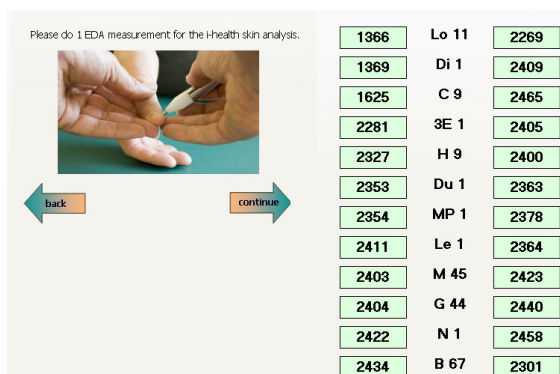 Please do 1 EDA measurement for the i-health skin analysis.
back
continue
1366 Lo 11 2269
1369 Di 1 2409
1625 C 9 2465
2281 3E 1 2405
2327 H 9 2400
2353 Du 1 2363
2354 MP 1 2378
2411 Le 1 2364
2403 M 45 2423
2404 G 44 2440
2422 N 1 2458
2434 B 67 2301